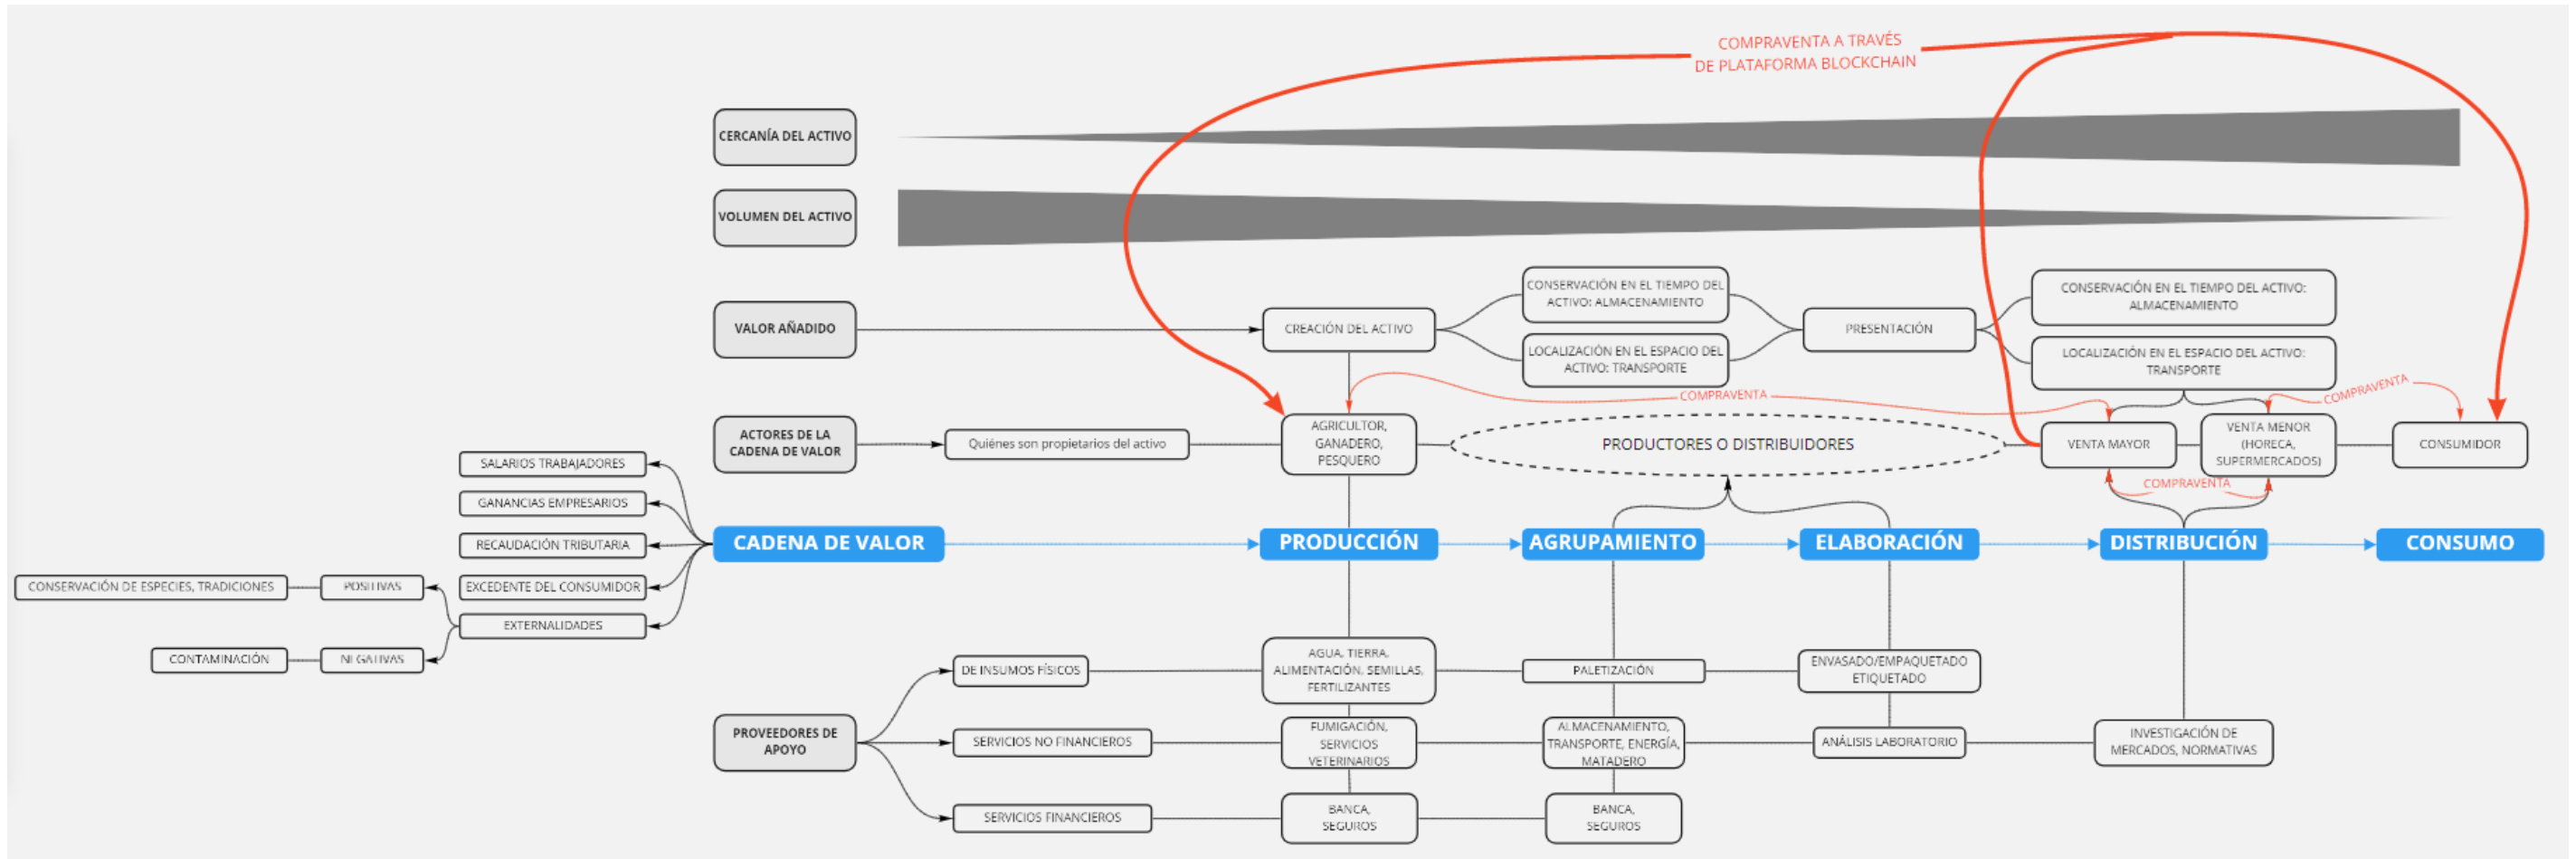 COMPRAVENTA A TRAVÉS
DE PLATAFORMA BLOCKCHAIN
CERCANÍA DEL ACTIVO
VOLUMEN DEL ACTIVO
VALOR AÑADIDO
CREACIÓN DEL ACTIVO
CONSERVACIÓN EN EL TIEMPO DEL
ACTIVO: ALMACENAMIENTO
LOCALIZACIÓN EN EL ESPACIO DEL
ACTIVO: TRANSPORTE
PRESENTACIÓN
CONSERVACIÓN EN EL TIEMPO DEL ACTIVO:
ALMACENAMIENTO
LOCALIZACIÓN EN EL ESPACIO DEL ACTIVO:
TRANSPORTE
COMPRAVENTA
COMPRAVENTA
ACTORES DE LA
CADENA DE VALOR
Quiénes son propietarios del activo
AGRICULTOR,
GANADERO,
PESQUERO
PRODUCTORES O DISTRIBUIDORES
VENTA MAYOR
VENTA MENOR
(HORECA,
SUPERMERCADOS)
CONSUMIDOR
COMPRAVENTA
SALARIOS TRABAJADORES
GANANCIAS EMPRESARIOS
RECAUDACIÓN TRIBUTARIA
EXCEDENTE DEL CONSUMIDOR
EXTERNALIDADES
POSITIVAS
CONSERVACIÓN DE ESPECIES, TRADICIONES
NEGATIVAS
CONTAMINACIÓN
CADENA DE VALOR
PRODUCCIÓN
AGRUPAMIENTO
ELABORACIÓN
DISTRIBUCIÓN
CONSUMO
PROVEEDORES DE
APOYO
DE INSUMOS FÍSICOS
AGUA, TIERRA,
ALIMENTACIÓN, SEMILLAS,
FERTILIZANTES
PALETIZACIÓN
ENVASADO/EMPAQUETADO
ETIQUETADO
SERVICIOS NO FINANCIEROS
FUMIGACIÓN,
SERVICIOS
VETERINARIOS
ALMACENAMIENTO,
TRANSPORTE, ENERGÍA,
MATADERO
ANÁLISIS LABORATORIO
INVESTIGACIÓN DE
MERCADOS, NORMATIVAS
SERVICIOS FINANCIEROS
BANCA,
SEGUROS
BANCA,
SEGUROS